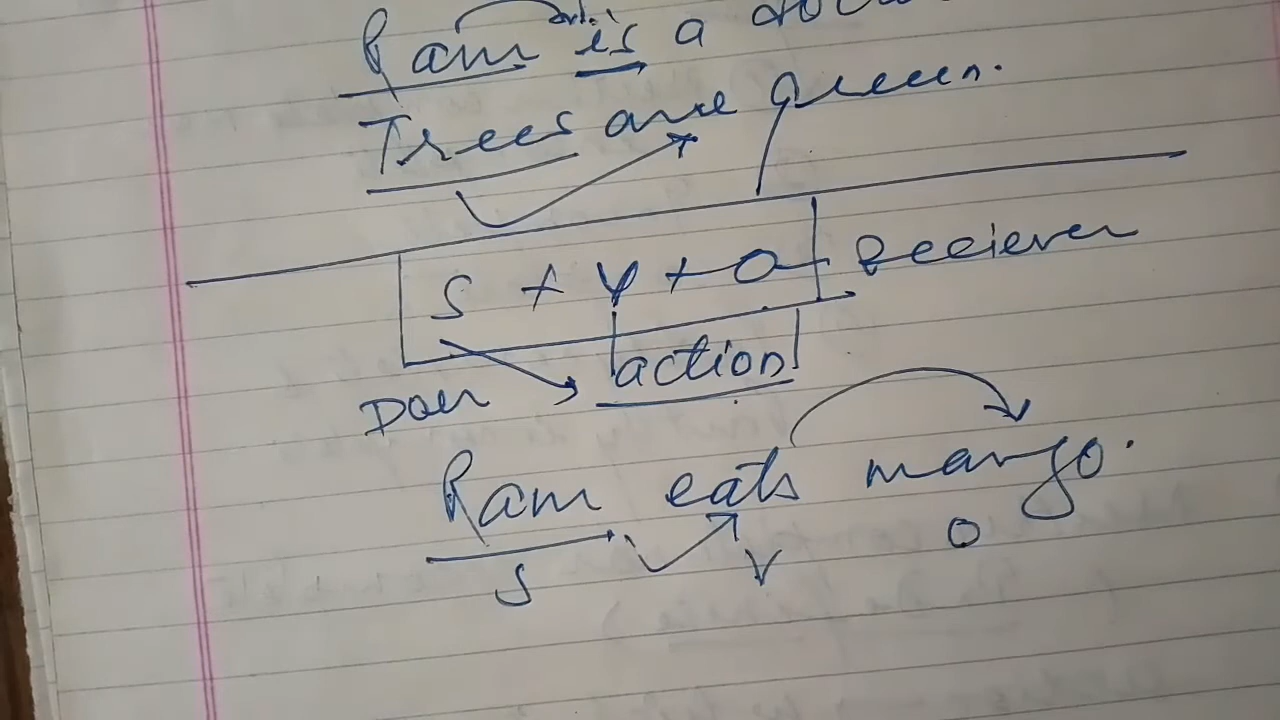 Ram is a
Trees are green.
S + V + O Reciever
action
Doer
Ram eats mango.
S V O